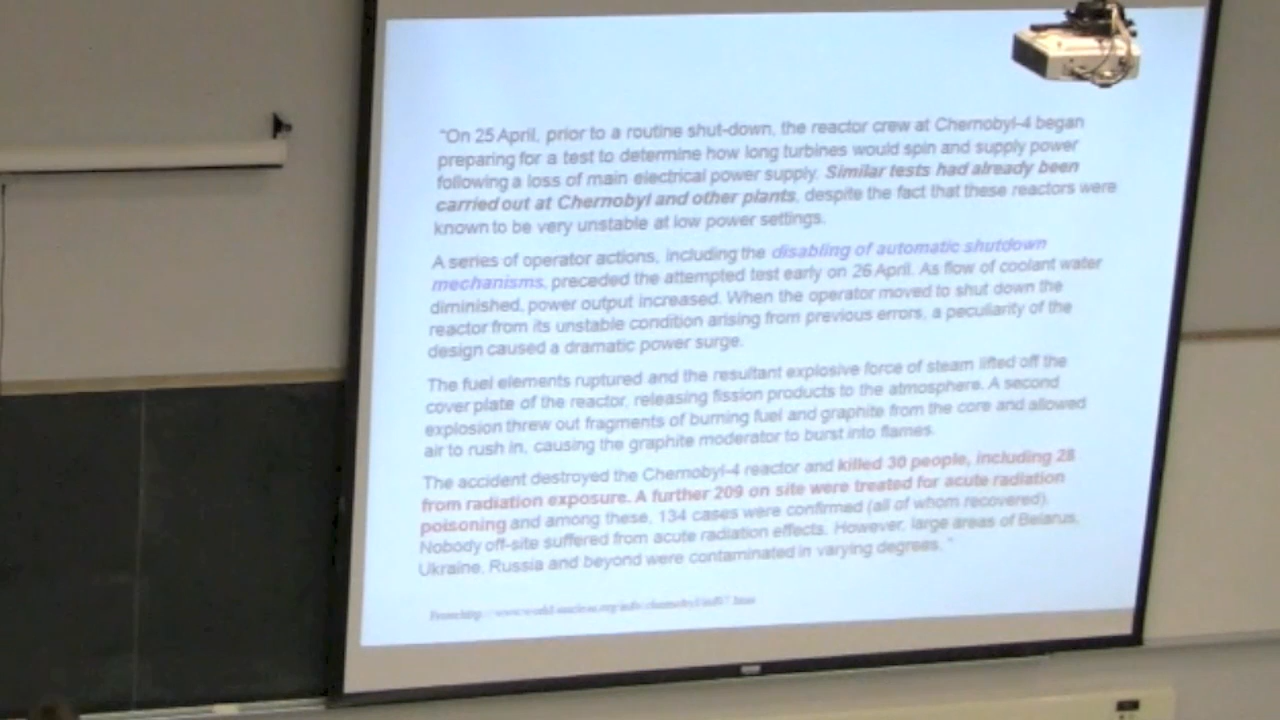 "On 25 April, prior to a routine shut-down, the reactor crew at Chernobyl-4 began
preparing for a test to determine how long turbines would spin and supply power
following a loss of main electrical power supply. Similar tests had already been
carried out at Chernobyl and other plants, despite the fact that these reactors were
known to be very unstable at low power settings.
A series of operator actions, including the disabling of automatic shutdown
mechanisms, preceded the attempted test early on 26 April. As flow of coolant water
diminished, power output increased. When the operator moved to shut down the
reactor from its unstable condition arising from previous errors, a peculiarity of the
design caused a dramatic power surge.
The fuel elements ruptured and the resultant explosive force of steam lifted off the
cover plate of the reactor, releasing fission products to the atmosphere. A second
explosion threw out fragments of burning fuel and graphite from the core and allowed
air to rush in, causing the graphite moderator to burst into flames.
The accident destroyed the Chernobyl-4 reactor and killed 30 people, including 28
from radiation exposure. A further 209 on site were treated for acute radiation
poisoning and among these, 134 cases were confirmed (all of whom recovered).
Nobody off-site suffered from acute radiation effects. However, large areas of Belarus,
Ukraine, Russia and beyond were contaminated in varying degrees. "